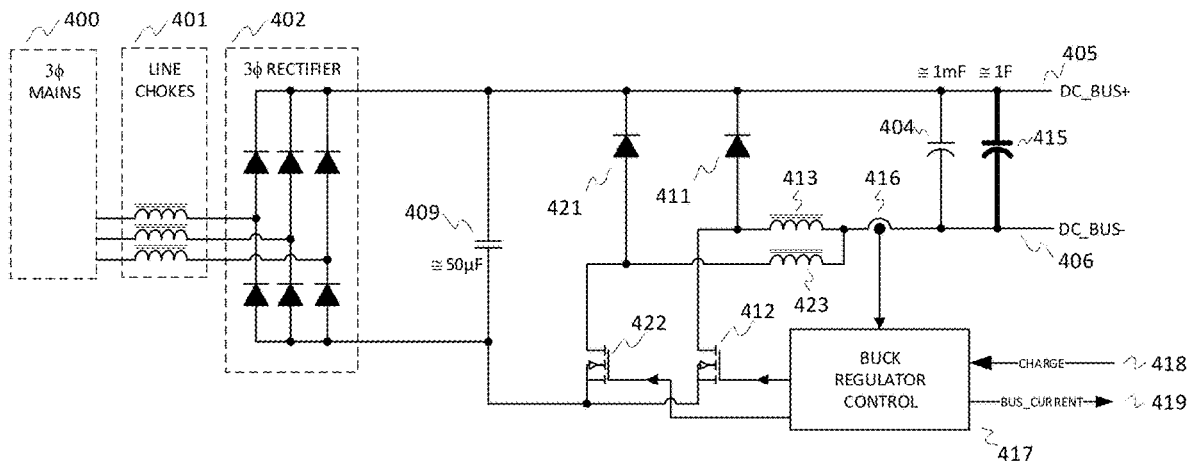 400
401
402
3ϕ
MAINS
LINE
CHOKES
3ϕ RECTIFIER
≅1mF
≅1F
405
DC_BUS+
404
415
421
411
413
416
409
≅50µF
DC_BUS-
406
423
422
412
BUCK
REGULATOR
CONTROL
CHARGE
418
BUS_CURRENT
419
417